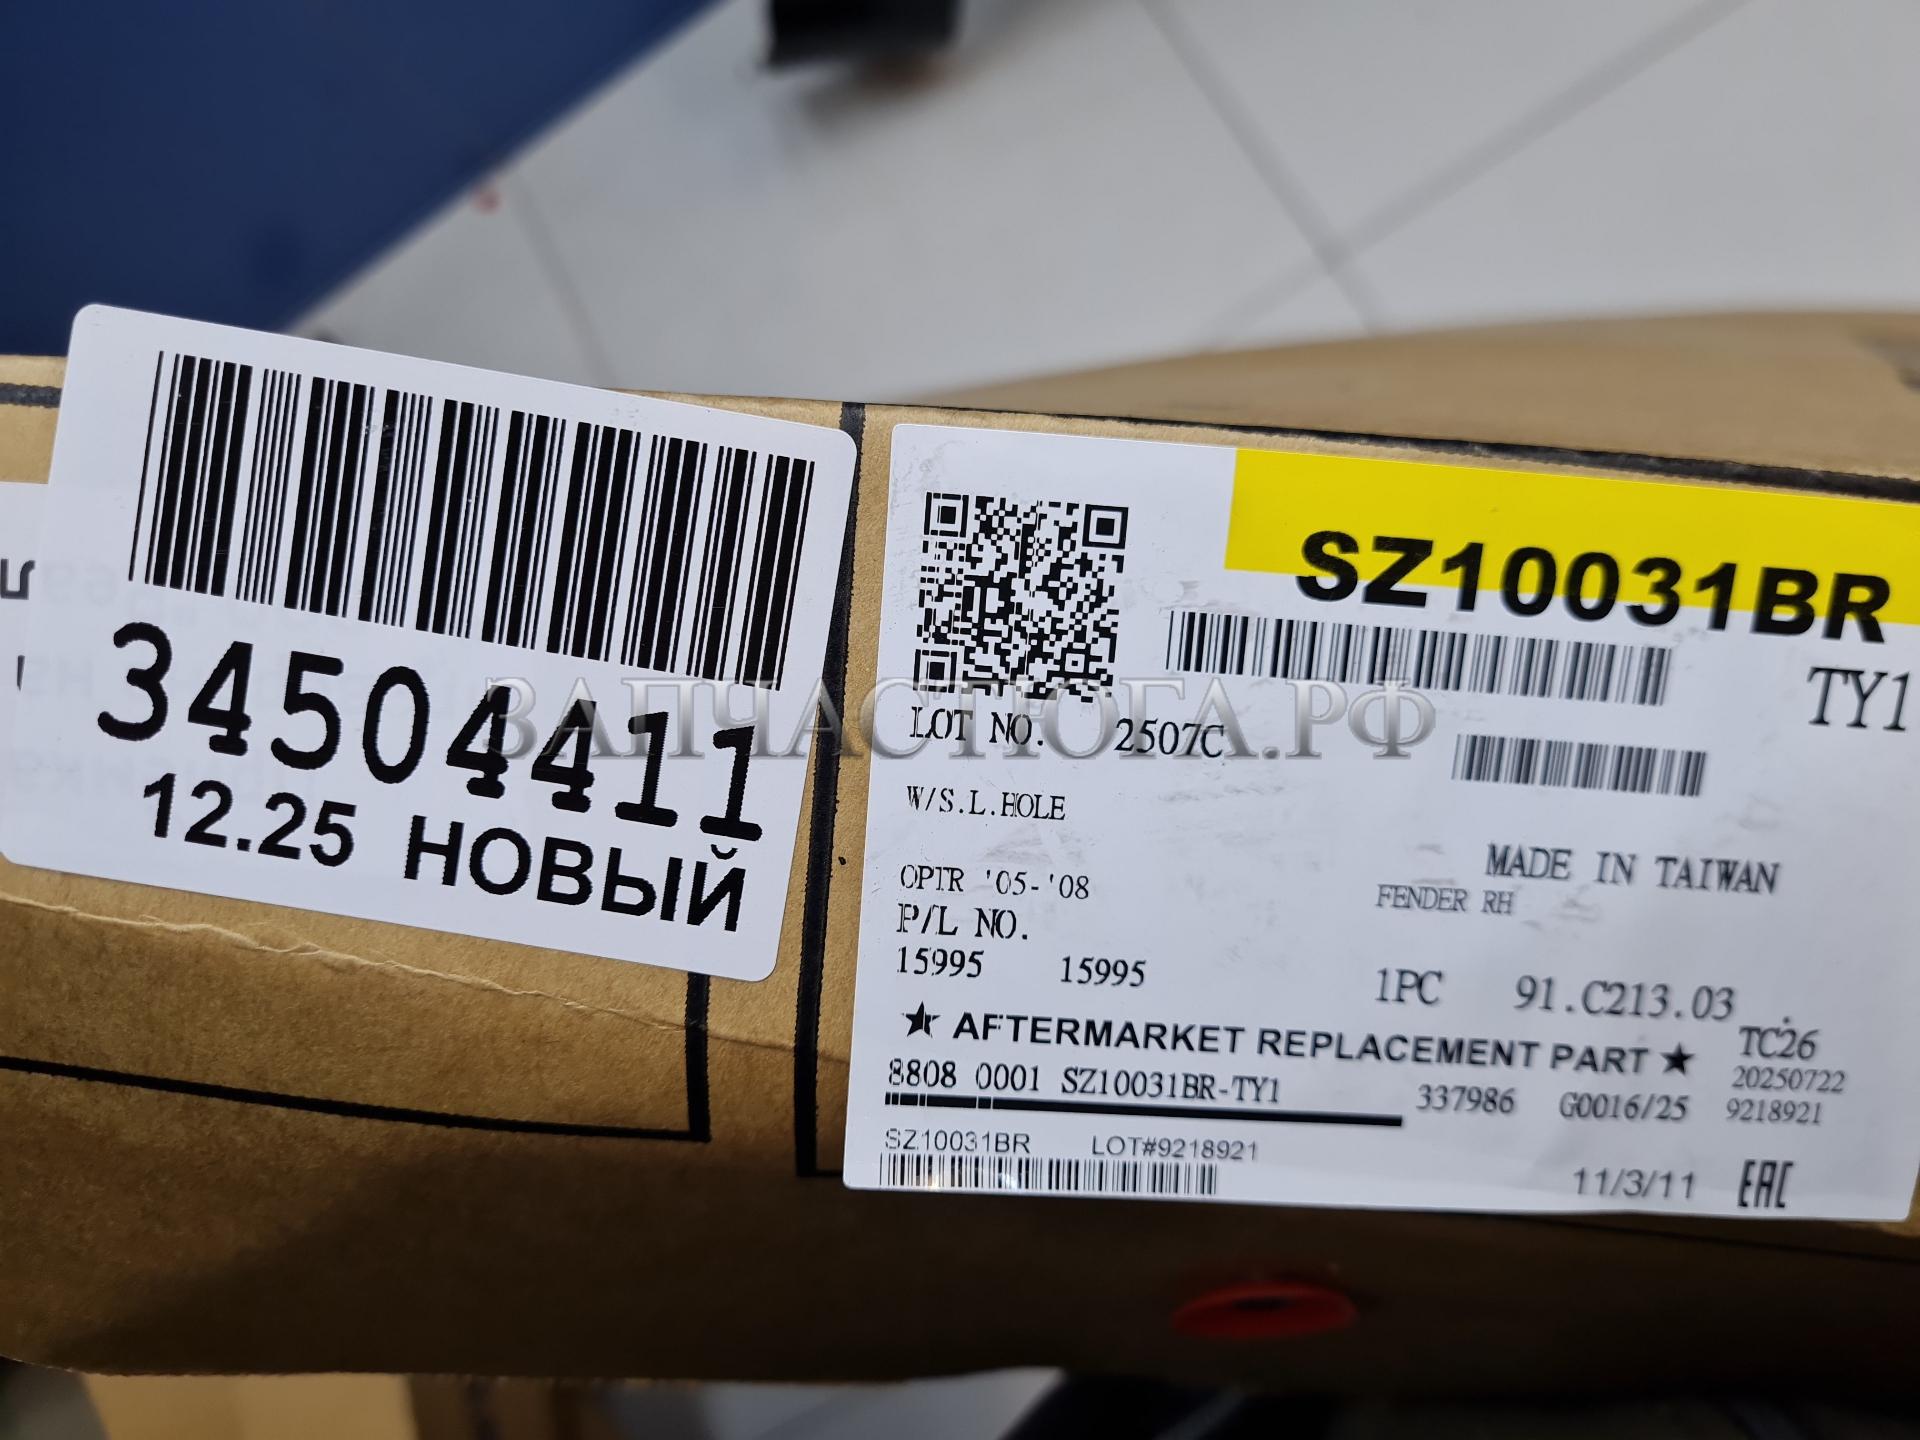 34504411
12.25 НОВЫЙ
SZ10031BR
TY1
LOT NO. 2507C
W/S.L.HOLE
MADE IN TAIWAN
OPTR '05-'08
FENDER RH
P/L NO.
15995 15995
1PC 91.C213.03
★ AFTERMARKET REPLACEMENT PART ★
TC26
8808 0001 SZ10031BR-TY1
337986 G0016/25
20250722
9218921
SZ10031BR LOT#9218921
11/3/11
EAC
ЗАПЧАСТЮГА.РФ